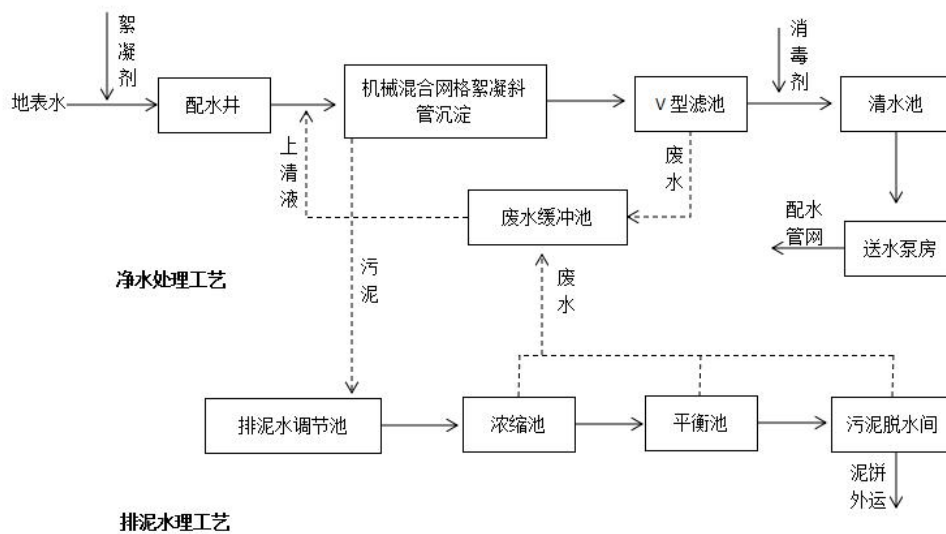 絮凝剂
消毒剂
地表水
配水井
机械混合网格絮凝斜
管沉淀
V型滤池
清水池
上清液
废水
废水缓冲池
配水
管网
送水泵房
净水处理工艺
污泥
废水
排泥水调节池
浓缩池
平衡池
污泥脱水间
泥饼
外运
排泥水理工艺